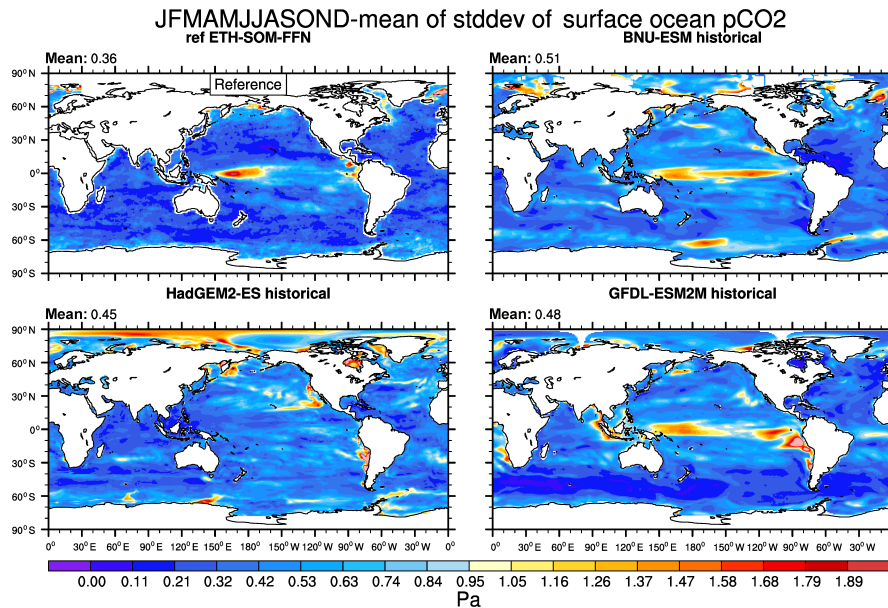 JFMAMJJASOND-mean of stddev of surface ocean pCO2
ref ETH-SOM-FFN
BNU-ESM historical
Mean: 0.36
0.51
Reference
90°N
60°N
30°N
0°
30°S
60°S
90°S
HadGEM2-ES historical
GFDL-ESM2M historical
Mean: 0.45
Mean: 0.48
90°N
60°N
30°N
0°
30°S
60°S
90°S
0° 30°E 60°E 90°E 120°E 150°E 180° 150°W 120°W 90°W 60°W 30°W 0°
0° 30°E 60°E 90°E 120°E 150°E 180° 150°W 120°W 90°W 60°W 30°W
0.00 0.11 0.21 0.32 0.42 0.53 0.63 0.74 0.84 0.95 1.05 1.16 1.26 1.37 1.47 1.58 1.68 1.79 1.89
Pa